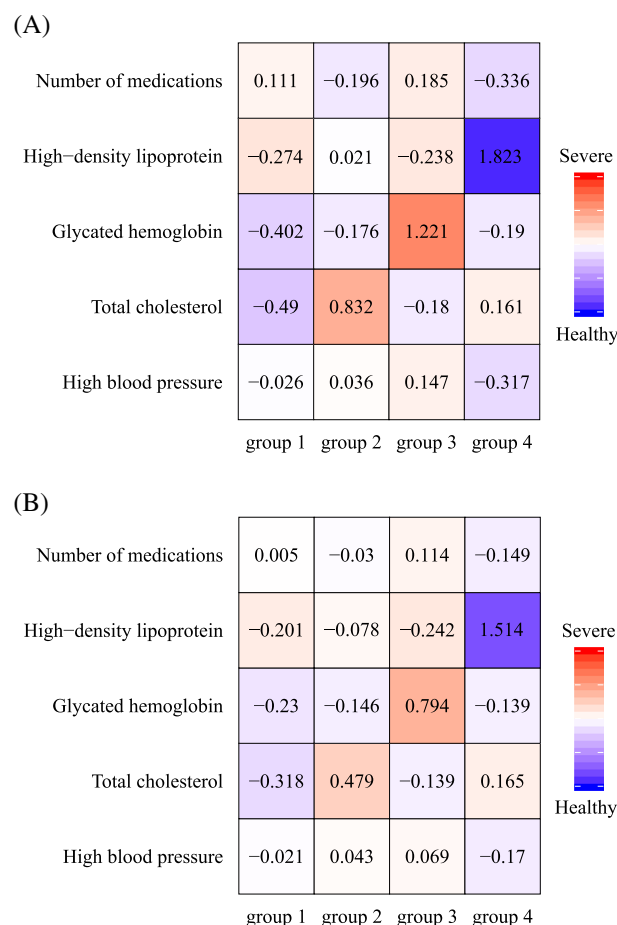 (A)
Number of medications 0.111 −0.196 0.185 −0.336
High−density lipoprotein −0.274 0.021 −0.238 1.823
Severe
Glycated hemoglobin −0.402 −0.176 1.221 −0.19
Total cholesterol −0.49 0.832 −0.18 0.161
Healthy
High blood pressure −0.026 0.036 0.147 −0.317
group 1 group 2 group 3 group 4
(B)
Number of medications 0.005 −0.03 0.114 −0.149
High−density lipoprotein −0.201 −0.078 −0.242 1.514
Severe
Glycated hemoglobin −0.23 −0.146 0.794 −0.139
Total cholesterol −0.318 0.479 −0.139 0.165
Healthy
High blood pressure −0.021 0.043 0.069 −0.17
group 1 group 2 group 3 group 4